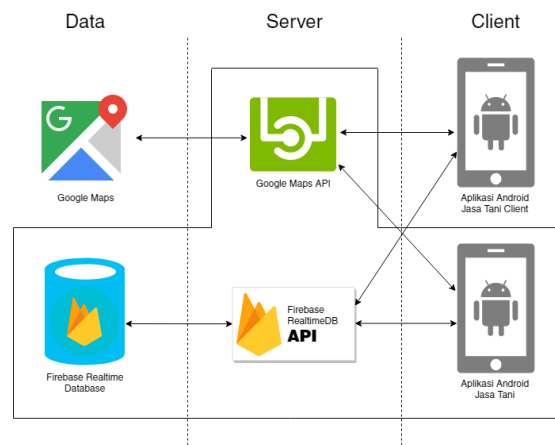 Data
Server
Client
Google Maps
Google Maps API
Aplikasi Android
Jasa Tani Client
Firebase Realtime
Database
Firebase
RealtimeDB
API
Aplikasi Android
Jasa Tani